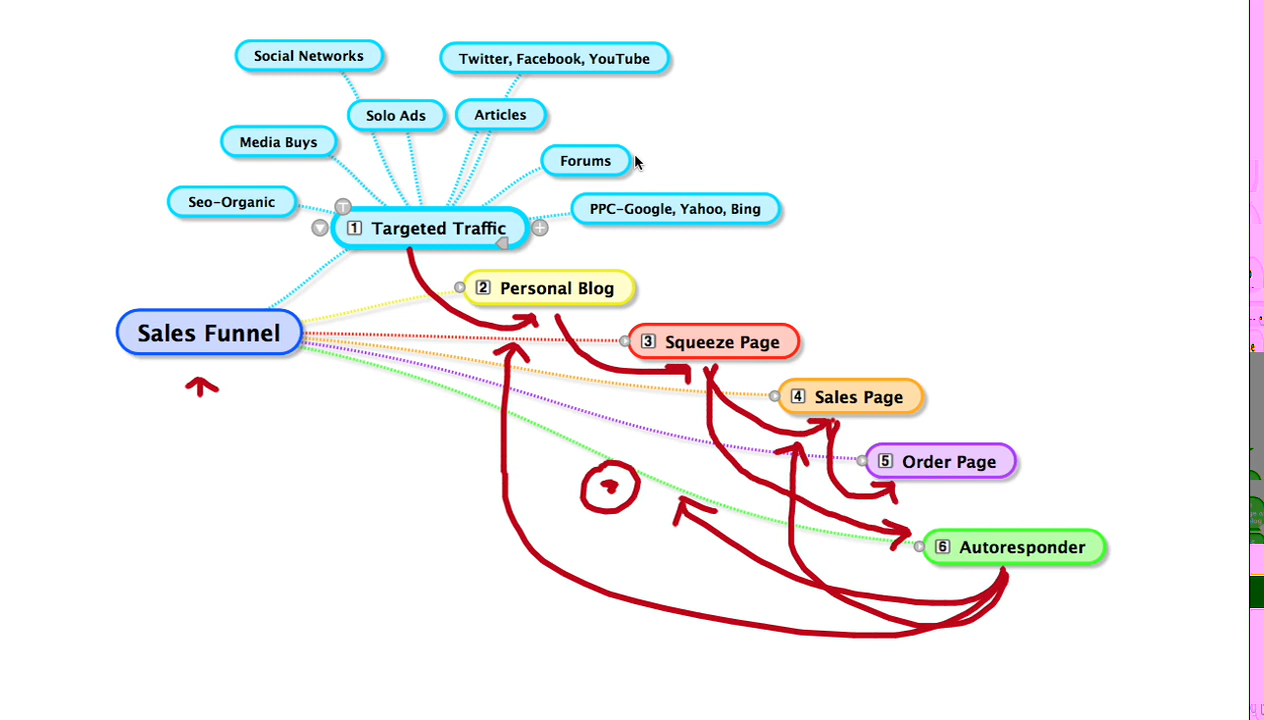 Social Networks
Twitter, Facebook, YouTube
Solo Ads
Articles
Media Buys
Forums
Seo-Organic
PPC-Google, Yahoo, Bing
T
1 Targeted Traffic
2 Personal Blog
Sales Funnel
3 Squeeze Page
4 Sales Page
5 Order Page
6 Autoresponder